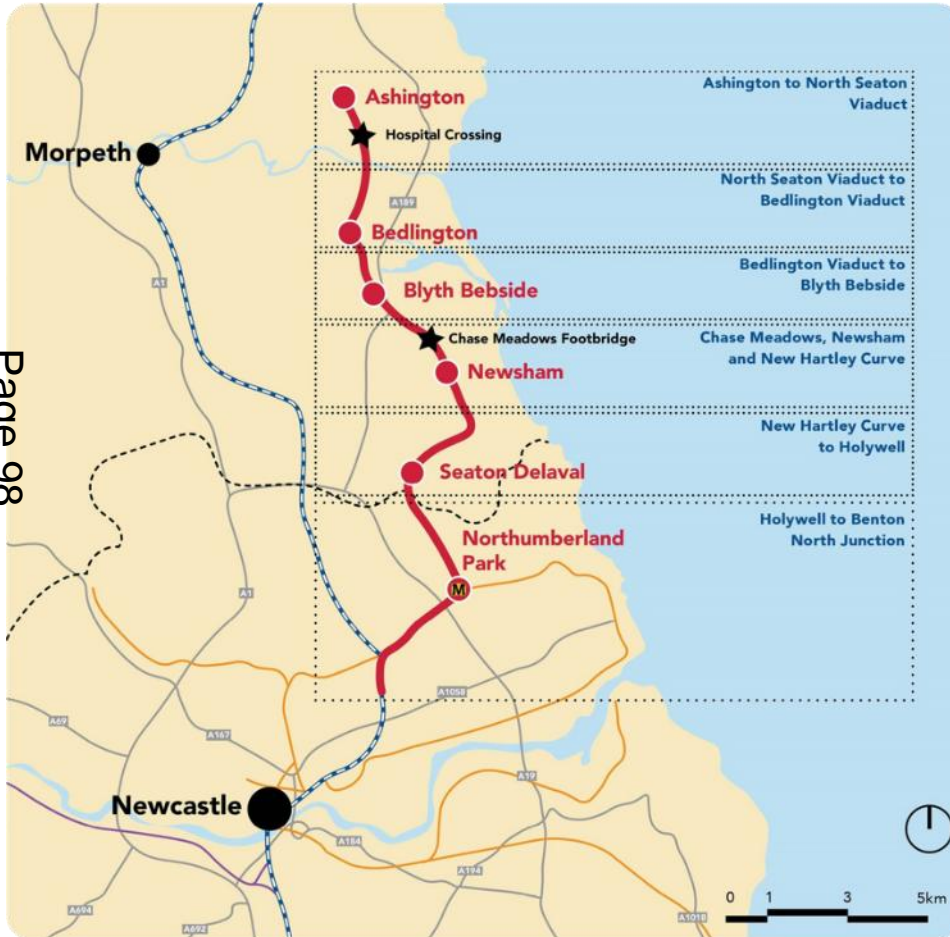 Ashington
Ashington to North Seaton
Viaduct
Hospital Crossing
Morpeth
North Seaton Viaduct to
Bedlington Viaduct
A189
Bedlington
Bedlington Viaduct to
Blyth Bebside
A1
Blyth Bebside
Chase Meadows Footbridge
Chase Meadows, Newsham
and New Hartley Curve
Page 98
Newsham
New Hartley Curve
to Holywell
Seaton Delaval
Holywell to Benton
North Junction
Northumberland
Park
M
A1
A1058
A69
A167
A19
Newcastle
A184
A194
A694
A692
A1018
0 1 3 5km